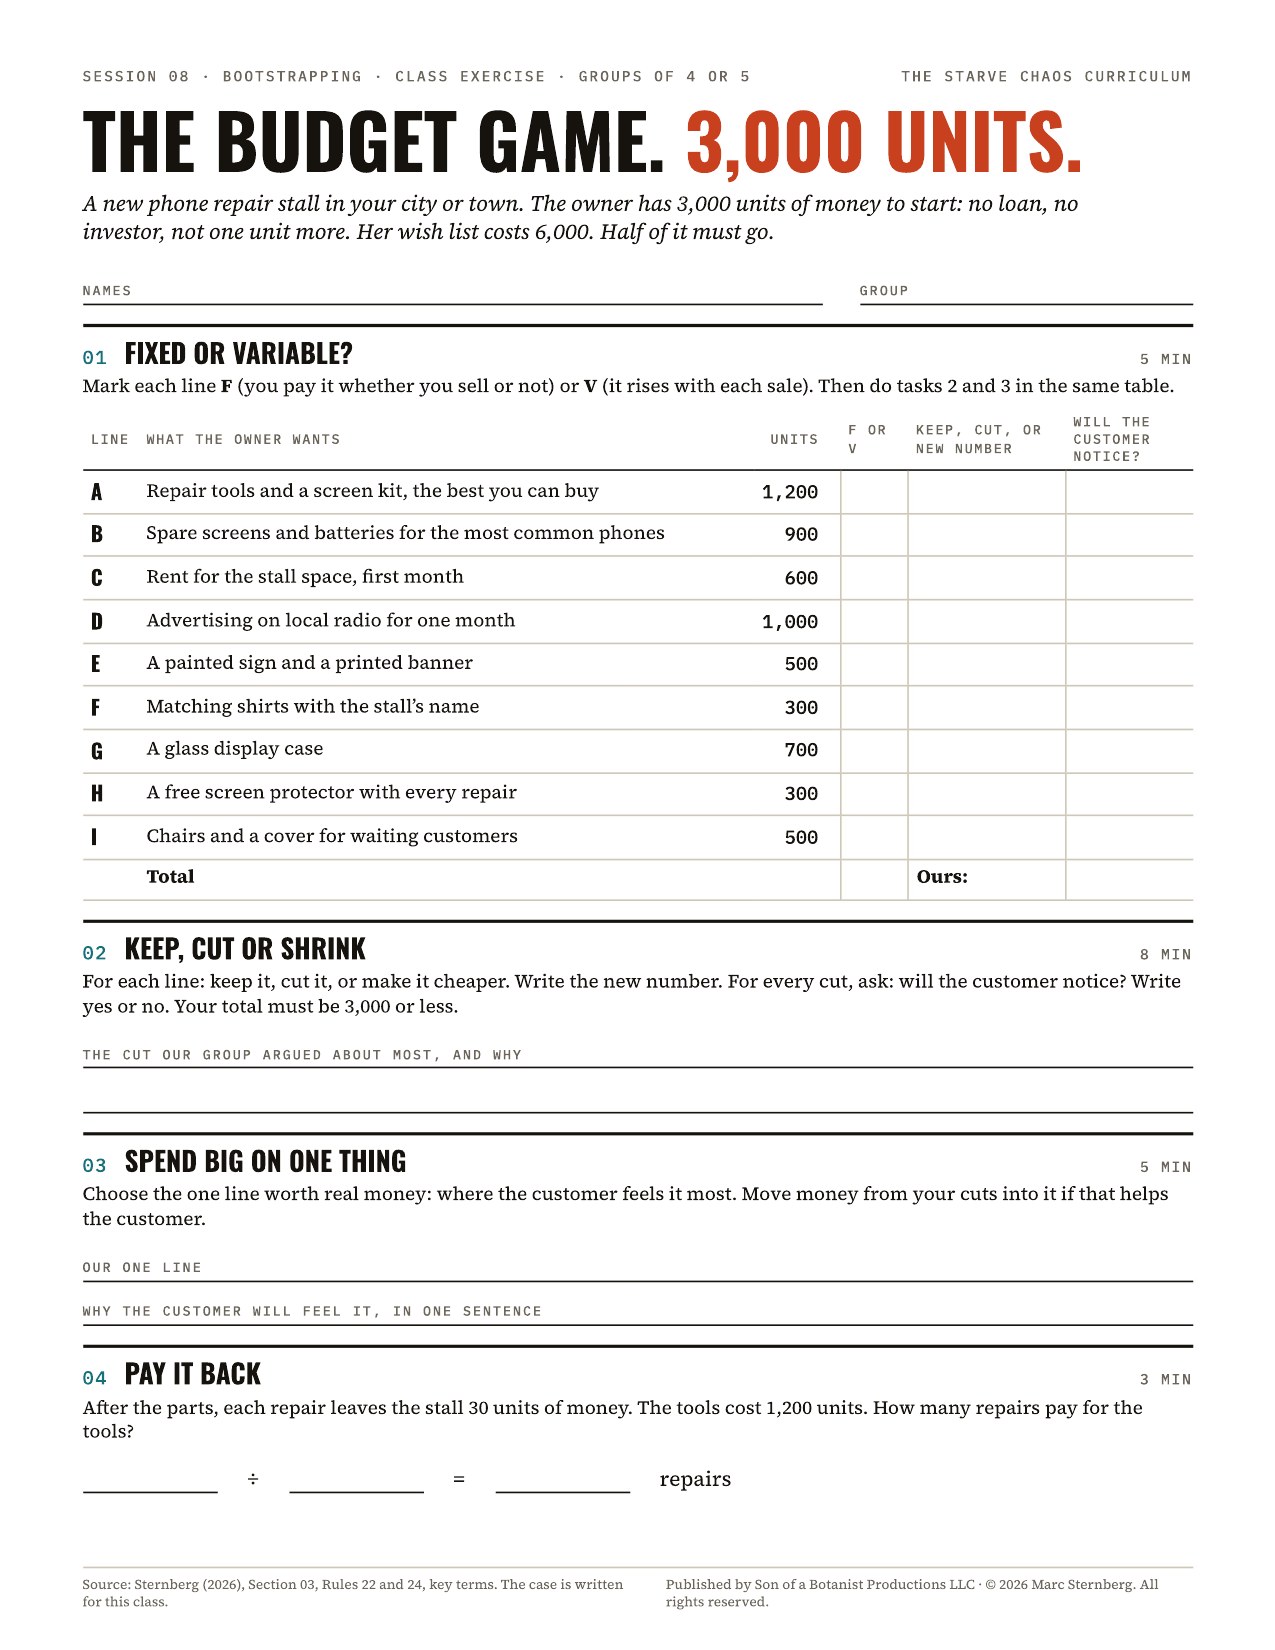 SESSION 08 · BOOTSTRAPPING · CLASS EXERCISE · GROUPS OF 4 OR 5
THE STARVE CHAOS CURRICULUM
THE BUDGET GAME. 3,000 UNITS.
A new phone repair stall in your city or town. The owner has 3,000 units of money to start: no loan, no
investor, not one unit more. Her wish list costs 6,000. Half of it must go.
NAMES
GROUP
01 FIXED OR VARIABLE?
5 MIN
Mark each line F (you pay it whether you sell or not) or V (it rises with each sale). Then do tasks 2 and 3 in the same table.
LINE WHAT THE OWNER WANTS UNITS F OR V KEEP, CUT, OR NEW NUMBER WILL THE CUSTOMER NOTICE?
A Repair tools and a screen kit, the best you can buy 1,200
B Spare screens and batteries for the most common phones 900
C Rent for the stall space, first month 600
D Advertising on local radio for one month 1,000
E A painted sign and a printed banner 500
F Matching shirts with the stall’s name 300
G A glass display case 700
H A free screen protector with every repair 300
I Chairs and a cover for waiting customers 500
Total Ours:
02 KEEP, CUT OR SHRINK
8 MIN
For each line: keep it, cut it, or make it cheaper. Write the new number. For every cut, ask: will the customer notice? Write
yes or no. Your total must be 3,000 or less.
THE CUT OUR GROUP ARGUED ABOUT MOST, AND WHY
03 SPEND BIG ON ONE THING
5 MIN
Choose the one line worth real money: where the customer feels it most. Move money from your cuts into it if that helps
the customer.
OUR ONE LINE
WHY THE CUSTOMER WILL FEEL IT, IN ONE SENTENCE
04 PAY IT BACK
3 MIN
After the parts, each repair leaves the stall 30 units of money. The tools cost 1,200 units. How many repairs pay for the
tools?
÷ = repairs
Source: Sternberg (2026), Section 03, Rules 22 and 24, key terms. The case is written
for this class.
Published by Son of a Botanist Productions LLC · © 2026 Marc Sternberg. All
rights reserved.